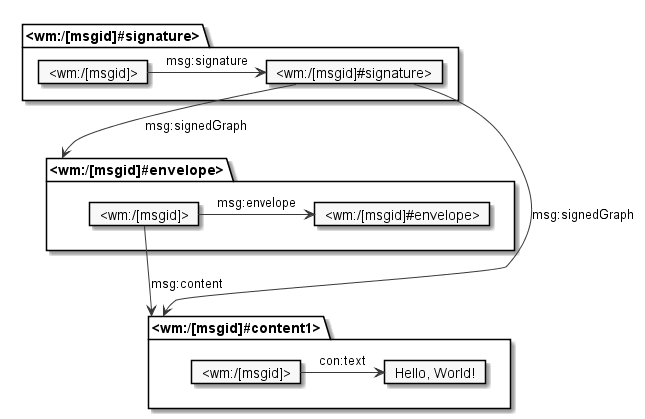 <wm:/[msgid]#signature>
<wm:/[msgid]>
msg:signature
<wm:/[msgid]#signature>
msg:signedGraph
<wm:/[msgid]#envelope>
<wm:/[msgid]>
msg:envelope
<wm:/[msgid]#envelope>
msg:signedGraph
msg:content
<wm:/[msgid]#content1>
<wm:/[msgid]>
con:text
Hello, World!